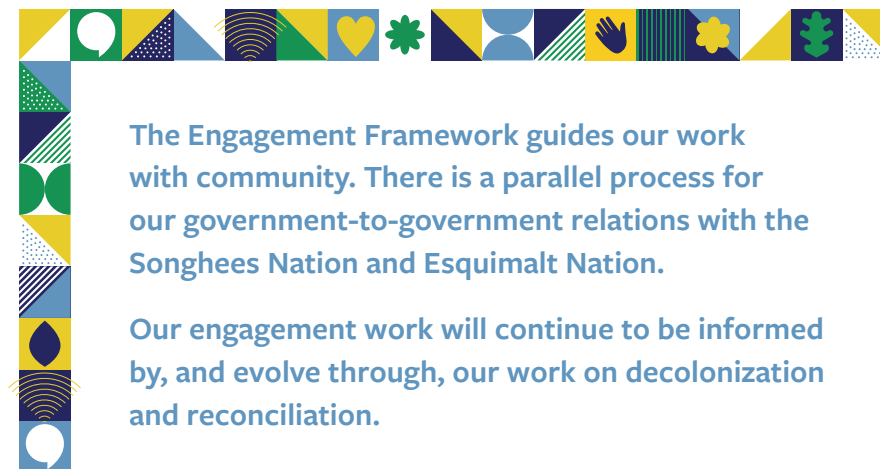 The Engagement Framework guides our work
with community. There is a parallel process for
our government-to-government relations with the
Songhees Nation and Esquimalt Nation.
Our engagement work will continue to be informed
by, and evolve through, our work on decolonization
and reconciliation.